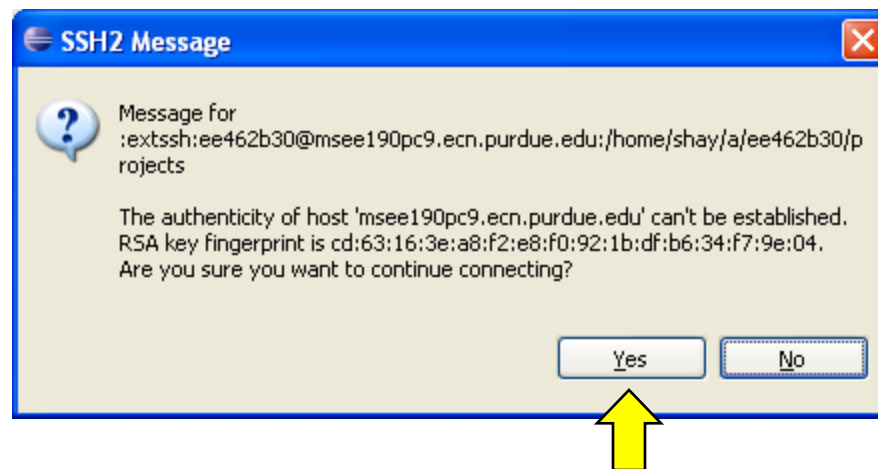 SSH2 Message
Message for
:extssh:ee462b30@msee190pc9.ecn.purdue.edu:/home/shay/a/ee462b30/p
rojects
The authenticity of host 'msee190pc9.ecn.purdue.edu' can't be established.
RSA key fingerprint is cd:63:16:3e:a8:f2:e8:f0:92:1b:df:b6:34:f7:9e:04.
Are you sure you want to continue connecting?
Yes No